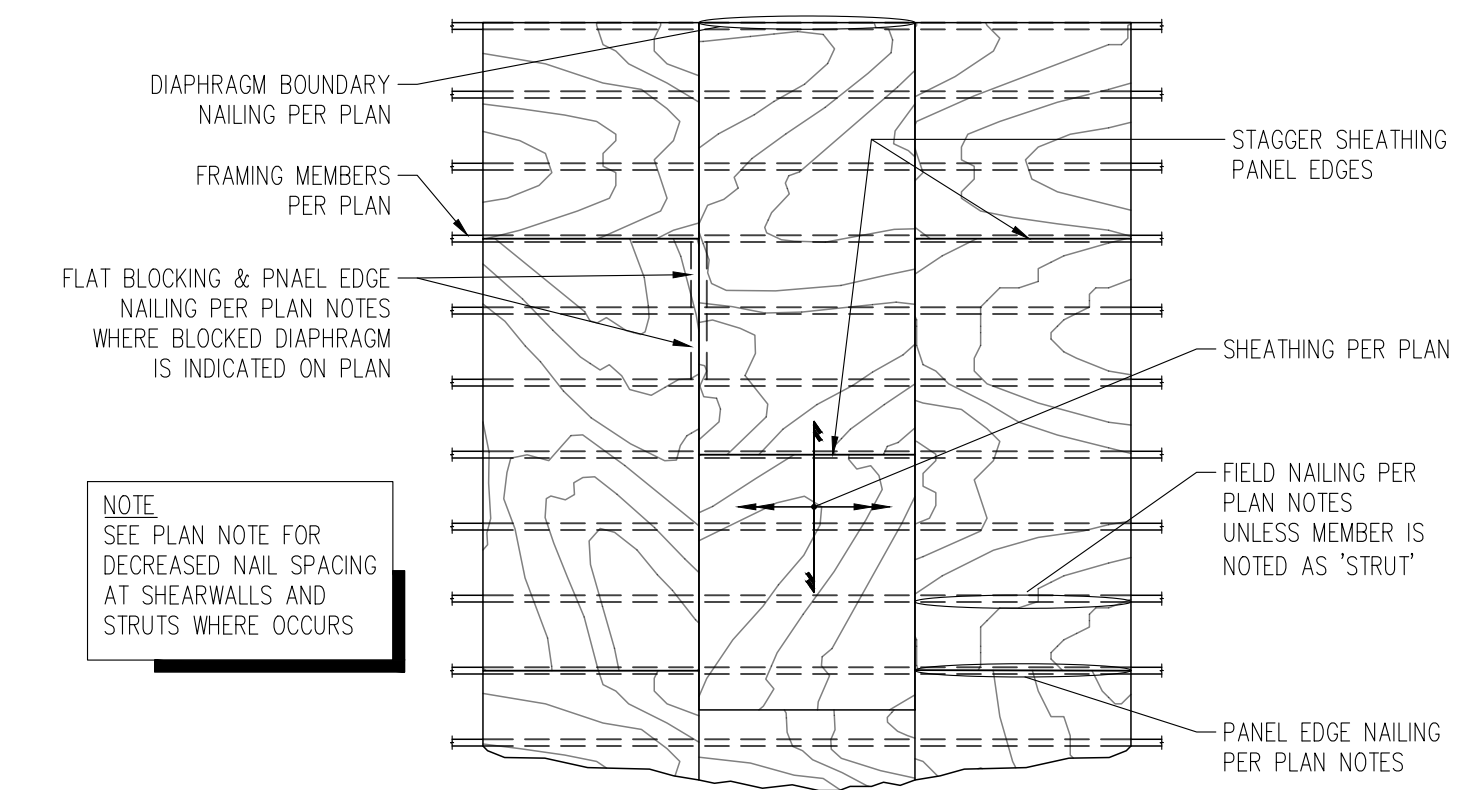 DIAPHRAGM BOUNDARY
NAILING PER PLAN
FRAMING MEMBERS
PER PLAN
FLAT BLOCKING & PNAEL EDGE
NAILING PER PLAN NOTES
WHERE BLOCKED DIAPHRAGM
IS INDICATED ON PLAN
NOTE
SEE PLAN NOTE FOR
DECREASED NAIL SPACING
AT SHEARWALLS AND
STRUTS WHERE OCCURS
STAGGER SHEATHING
PANEL EDGES
SHEATHING PER PLAN
FIELD NAILING PER
PLAN NOTES
UNLESS MEMBER IS
NOTED AS 'STRUT'
PANEL EDGE NAILING
PER PLAN NOTES